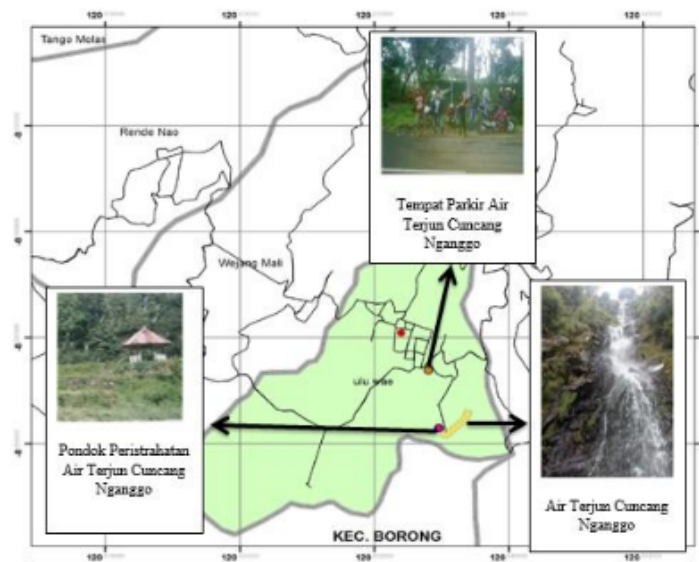 120
120
120
120
120
Tango Molas
Rende Nao
Tempat Parkir Air
Terjun Cuncang
Nganggo
Wejang Mali
ulu wae
Pondok Peristrahatan
Air Terjun Cuncang
Nganggo
Air Terjun Cuncang
Nganggo
KEC. BORONG
120
120
120
120
120